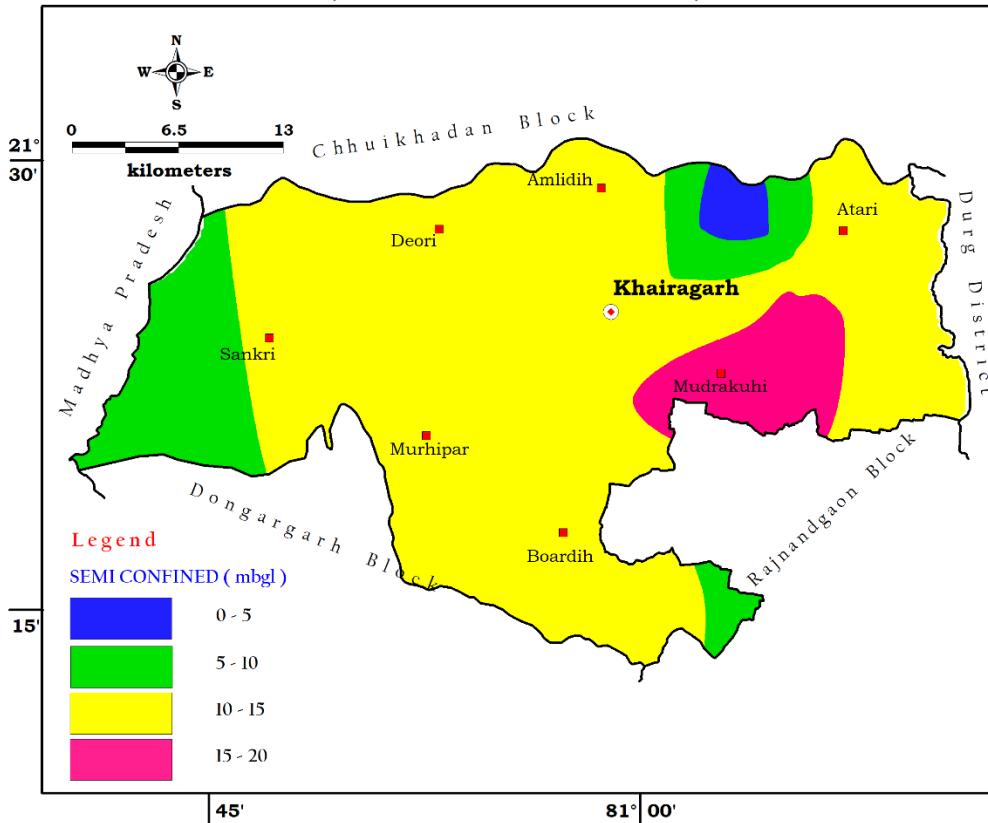 N
W E
S
0 6.5 13
kilometers
21°
30'
Chhuikhadan Block
Amlidih
Atari
Deori
Madhya Pradesh
Durg District
Khairagarh
Sankri
Mudrakuhi
Murhipar
Dongargarh Block
Rajnandgaon Block
Boardih
Legend
SEMI CONFINED ( mbgl )
0 - 5
5 - 10
10 - 15
15 - 20
15'
45'
81° 00'